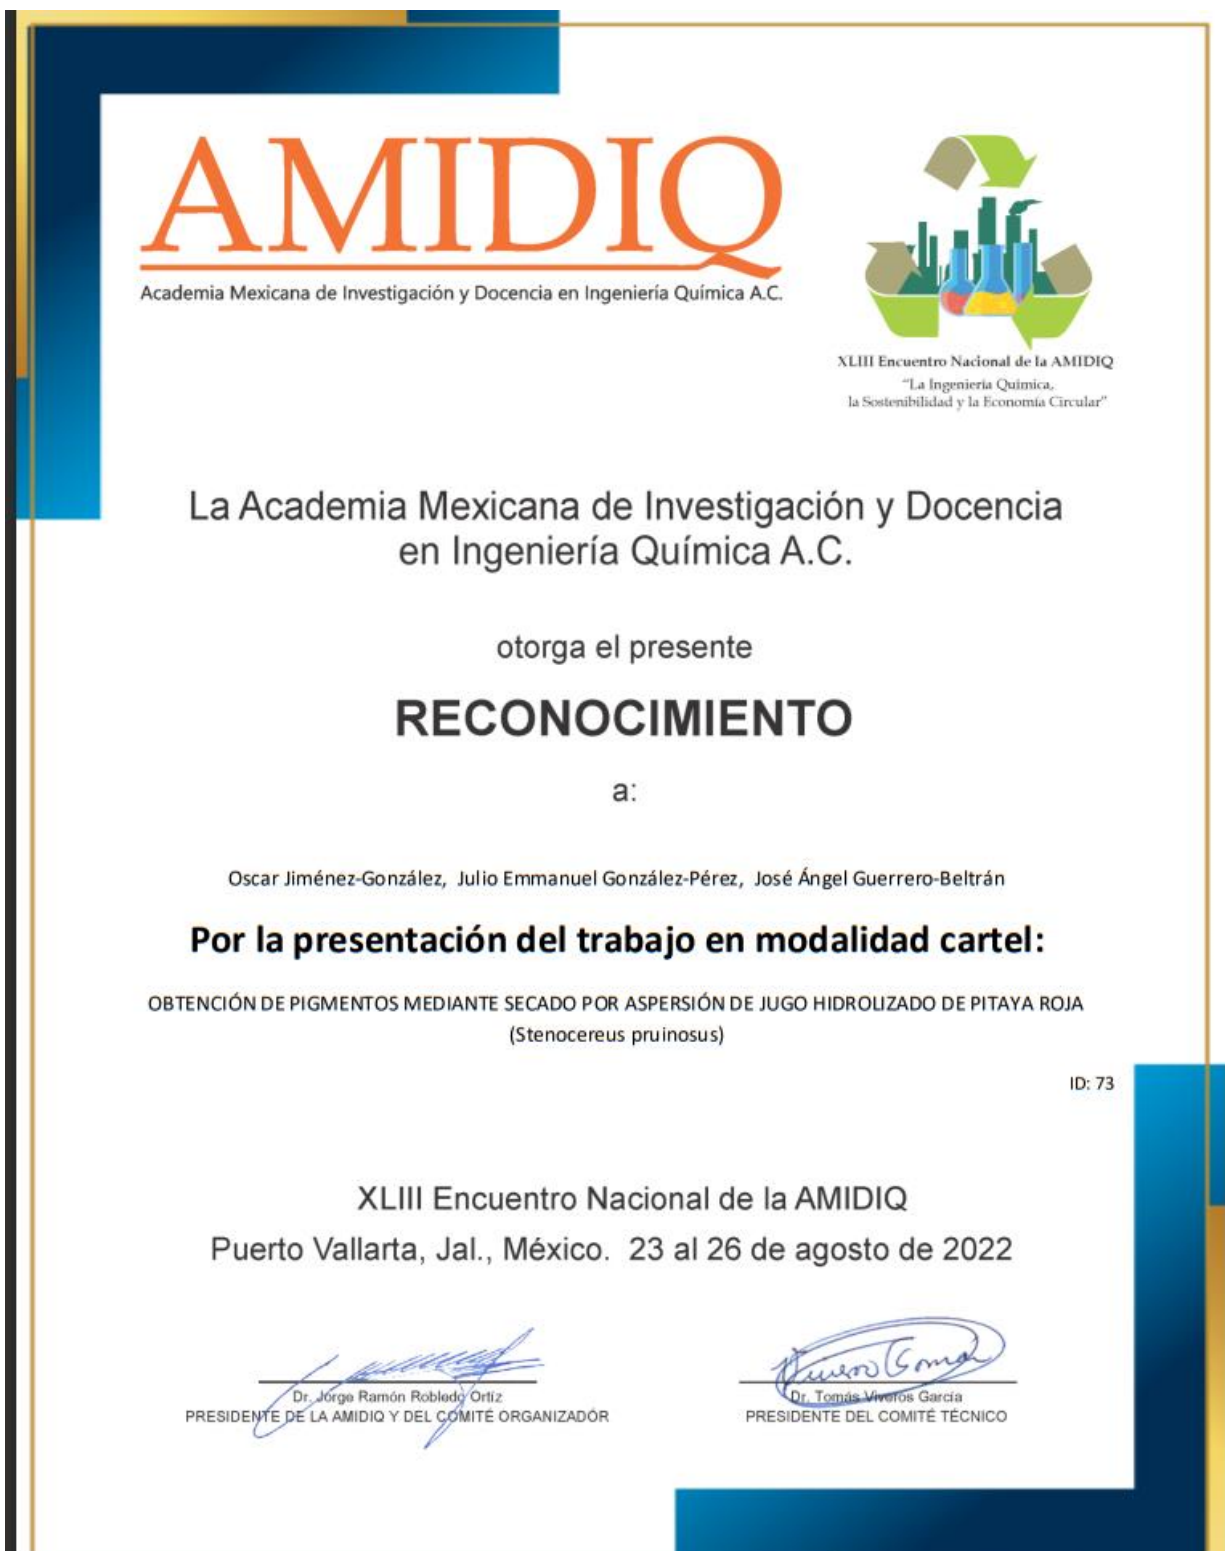 AMIDIQ
Academia Mexicana de Investigación y Docencia en Ingeniería Química A.C.
XLIII Encuentro Nacional de la AMIDIQ
“La Ingeniería Química,
la Sostenibilidad y la Economía Circular”
La Academia Mexicana de Investigación y Docencia
en Ingeniería Química A.C.
otorga el presente
RECONOCIMIENTO
a:
Oscar Jiménez-González, Julio Emmanuel González-Pérez, José Ángel Guerrero-Beltrán
Por la presentación del trabajo en modalidad cartel:
OBTENCIÓN DE PIGMENTOS MEDIANTE SECADO POR ASPERSIÓN DE JUGO HIDROLIZADO DE PITAYA ROJA
(Stenocereus pruinosus)
ID: 73
XLIII Encuentro Nacional de la AMIDIQ
Puerto Vallarta, Jal., México. 23 al 26 de agosto de 2022
Dr. Jorge Ramón Robledo Ortíz
PRESIDENTE DE LA AMIDIQ Y DEL COMITÉ ORGANIZADOR
Dr. Tomás Viveros García
PRESIDENTE DEL COMITÉ TÉCNICO